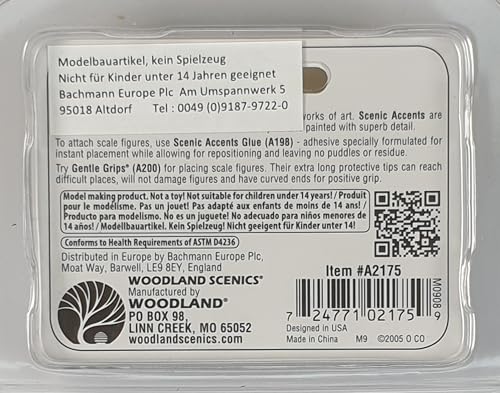 Modelbauartikel, kein Spielzeug
Nicht für Kinder unter 14 Jahren geeignet
Bachmann Europe Plc Am Umspannwerk 5
95018 Altdorf Tel : 0049 (0)9187-9722-0
works of art. Scenic Accents
painted with superb detail.
To attach scale figures, use Scenic Accents Glue (A198) - adhesive specially formulated for
instant placement while allowing for repositioning and leaving no puddles or residue.
Try Gentle Grips® (A200) for placing scale figures. Their extra long protective tips can reach
difficult places, will not damage figures and have curved ends for positive grip.
Model making product. Not a toy! Not suitable for children under 14 years! / Produit
pour le modélisme. Pas un jouet! Pas adapté aux enfants de moins de 14 ans! /
Producto para modelismo. No es un juguete! No adecuado para niños menores de
14 años! / Modellbauartikel. Kein Spielzeug! Nicht geeignet für Kinder unter 14!
Conforms to Health Requirements of ASTM D4236
Distributed in Europe by Bachmann Europe Plc,
Moat Way, Barwell, LE9 8EY, England
Item #A2175
WOODLAND SCENICS®
Manufactured by
WOODLAND®
PO BOX 98,
LINN CREEK, MO 65052
woodlandscenics.com
M0908
7 24771 02175 9
Designed in USA
M9 ©2005 O CO